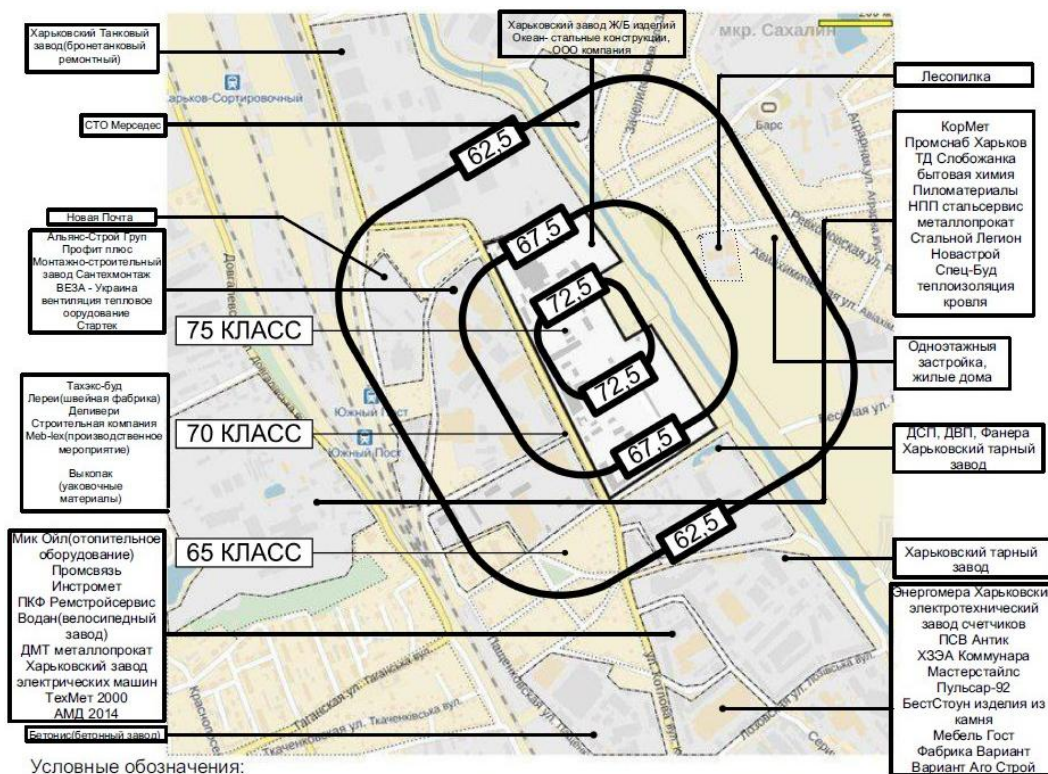 Харьковский Танковый
завод(бронетанковый
ремонтный)
Харьковский завод Ж/Б изделий
Океан- стальные конструкции,
ООО компания
мкр. Сахалин
Лесопилка
арьков-Сортировочный
Барс
СТО Мерседес
62,5
КорМет
Промснаб Харьков
ТД Слобожанка
бытовая химия
Пиломатериалы
НПП стальсервис
металлопрокат
Стальной Легион
Новастрой
Спец-Буд
теплоизоляция
кровля
Новая Почта
67,5
Альянс-Строй Груп
Профит плюс
Монтажно-строительный
завод Сантехмонтаж
ВЕЗА - Украина
вентиляция тепловое
оорудование
Стартек
72,5
75 КЛАСС
Одноэтажныя
застройка,
жилые дома
72,5
Тахэкс-буд
Лереи(швейная фабрика)
Деливери
Строительная компания
Meb-lex(производственное
мероприятие)
Выкопак
(уаковочные
материалы)
Южный Пост
Южный Пост
70 КЛАСС
67,5
ДСП, ДВП, Фанера
Харьковский тарный
завод
62,5
65 КЛАСС
Харьковский тарный
завод
Мик Ойл(отопительное
оборудование)
Промсвязь
Инстромет
ПКФ Ремстройсервис
Водан(велосипедный
завод)
ДМТ металлопрокат
Харьковский завод
электрических машин
ТехМет 2000
АМД 2014
Энергомера Харьковски
электротехнический
завод счетчиков
ПСВ Антик
ХЗЭА Коммунара
Мастерстайлс
Пульсар-92
БестСтоун изделия из
камня
Мебель Гост
Фабрика Вариант
Вариант Аго Строй
Бетонис(бетонный завод)
Условные обозначения: